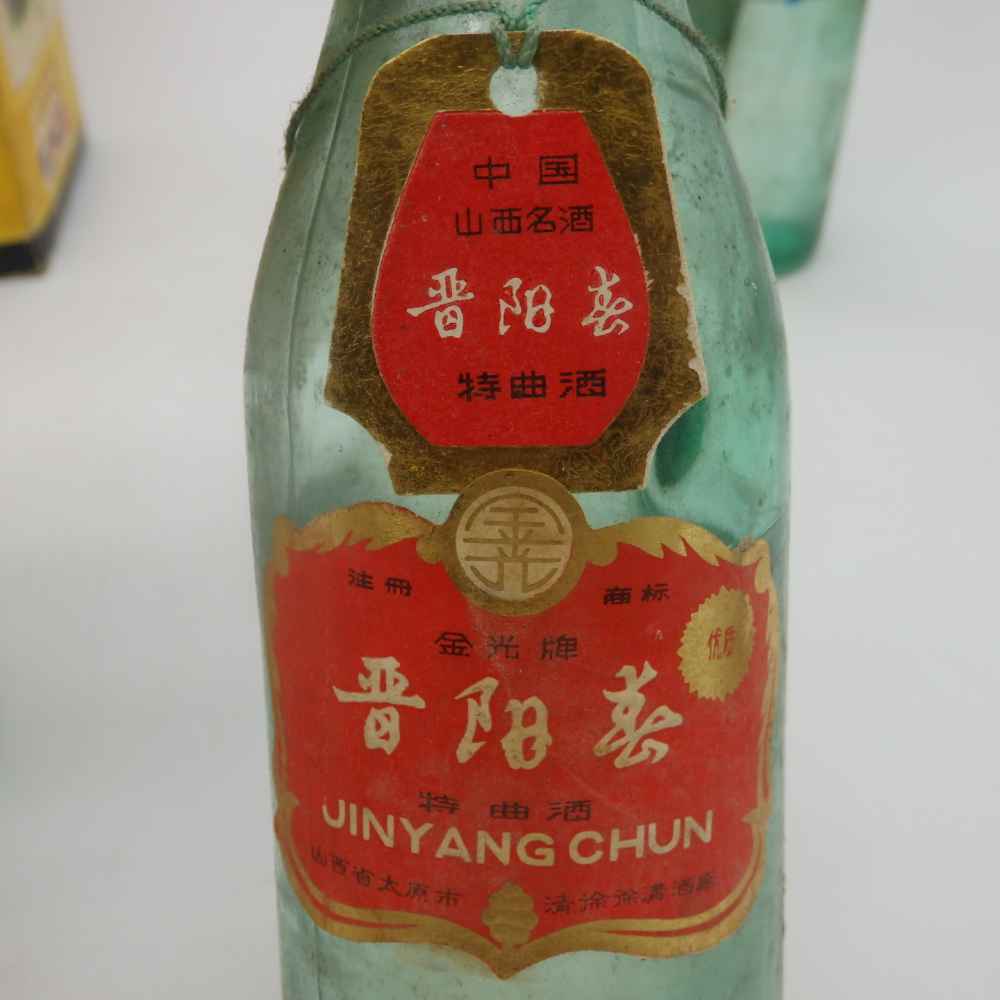 中国
山西名酒
晋阳春
特曲酒
金光
注册 商标
金光牌
优质
晋阳春
特曲酒
JINYANG CHUN
山西省太原市 清徐徐沟酒厂